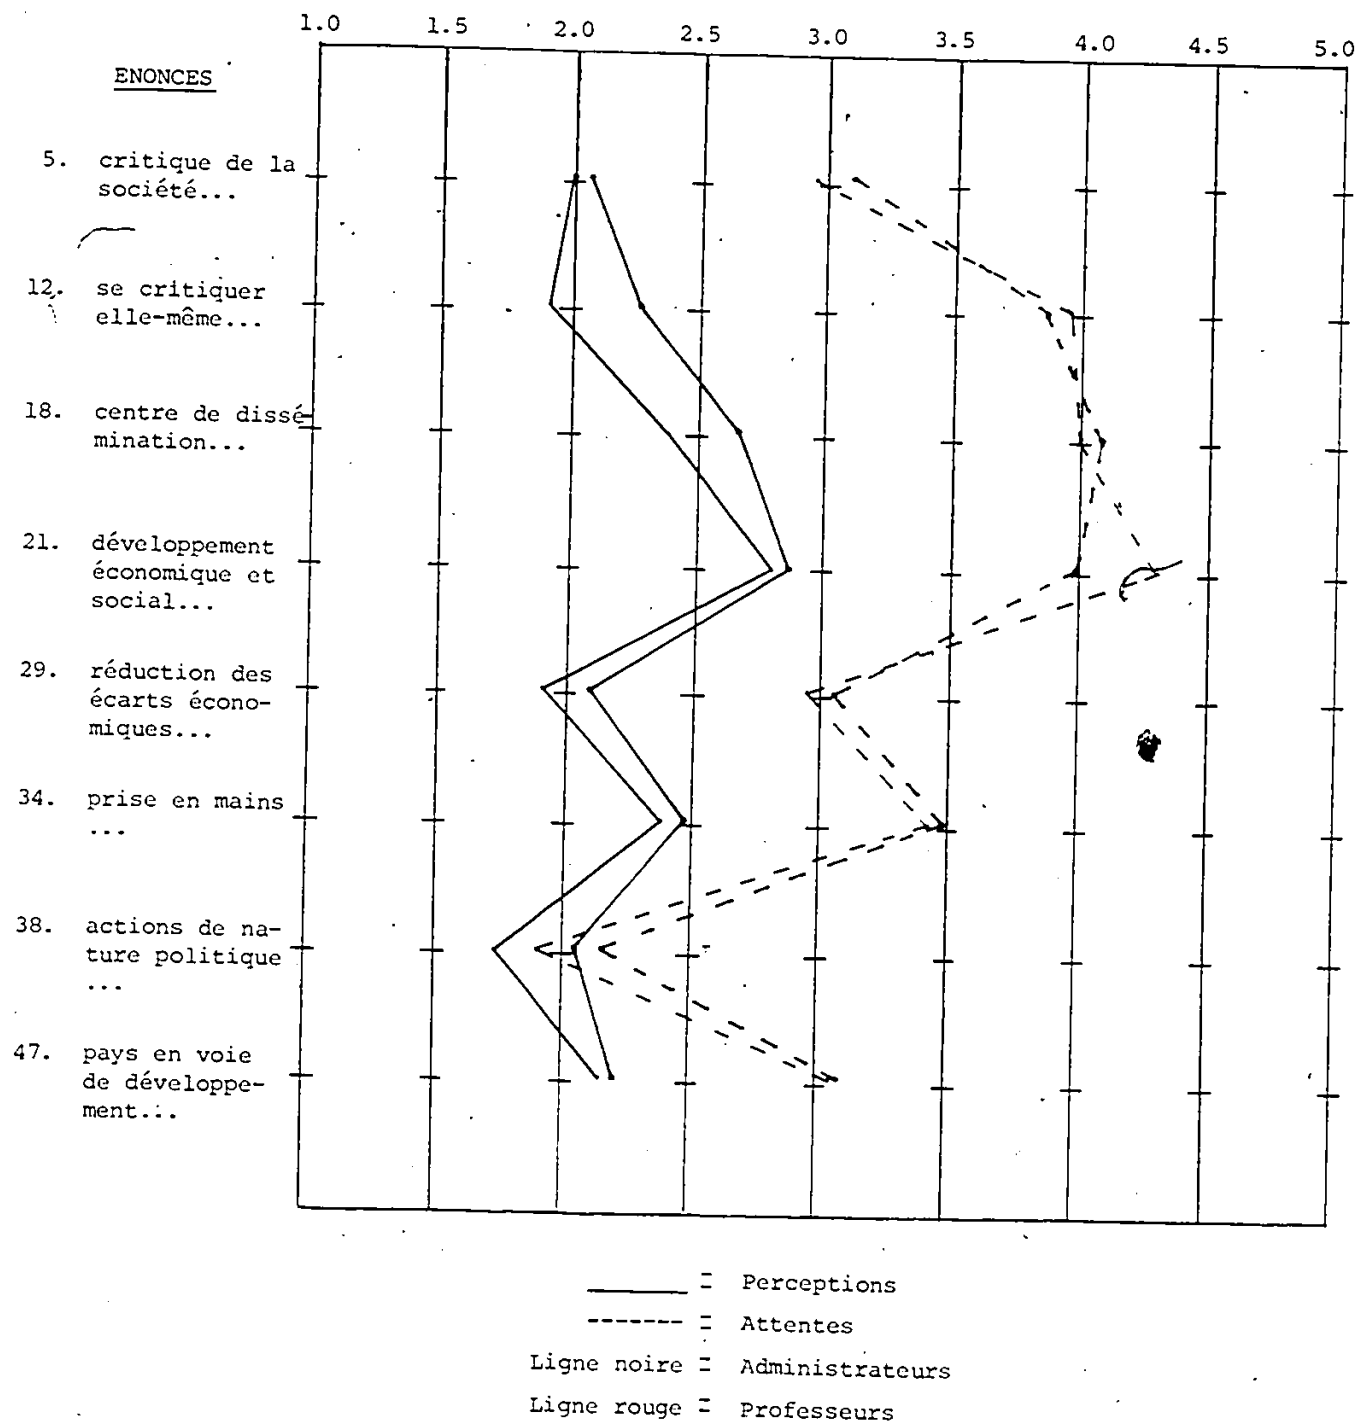 1.0 1.5 2.0 2.5 3.0 3.5 4.0 4.5 5.0
ENONCES
5. critique de la
société...
12. se critiquer
elle-même...
18. centre de dissé-
mination...
21. développement
économique et
social...
29. réduction des
écarts écono-
miques...
34. prise en mains
...
38. actions de na-
ture politique
...
47. pays en voie
de développe-
ment...
= Perceptions
= Attentes
Ligne noire = Administrateurs
Ligne rouge = Professeurs